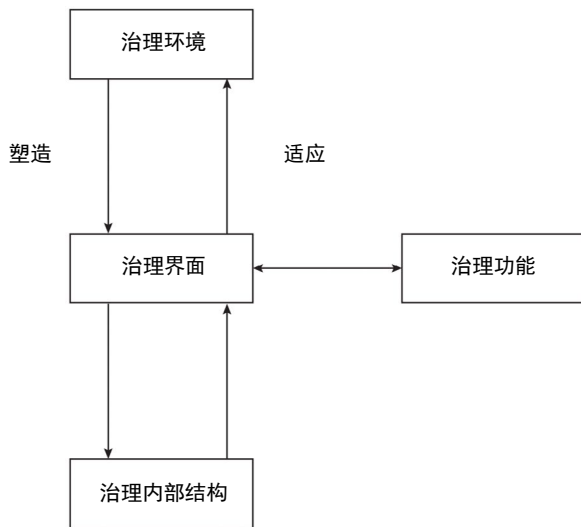 治理环境
塑造
适应
治理界面
治理功能
治理内部结构